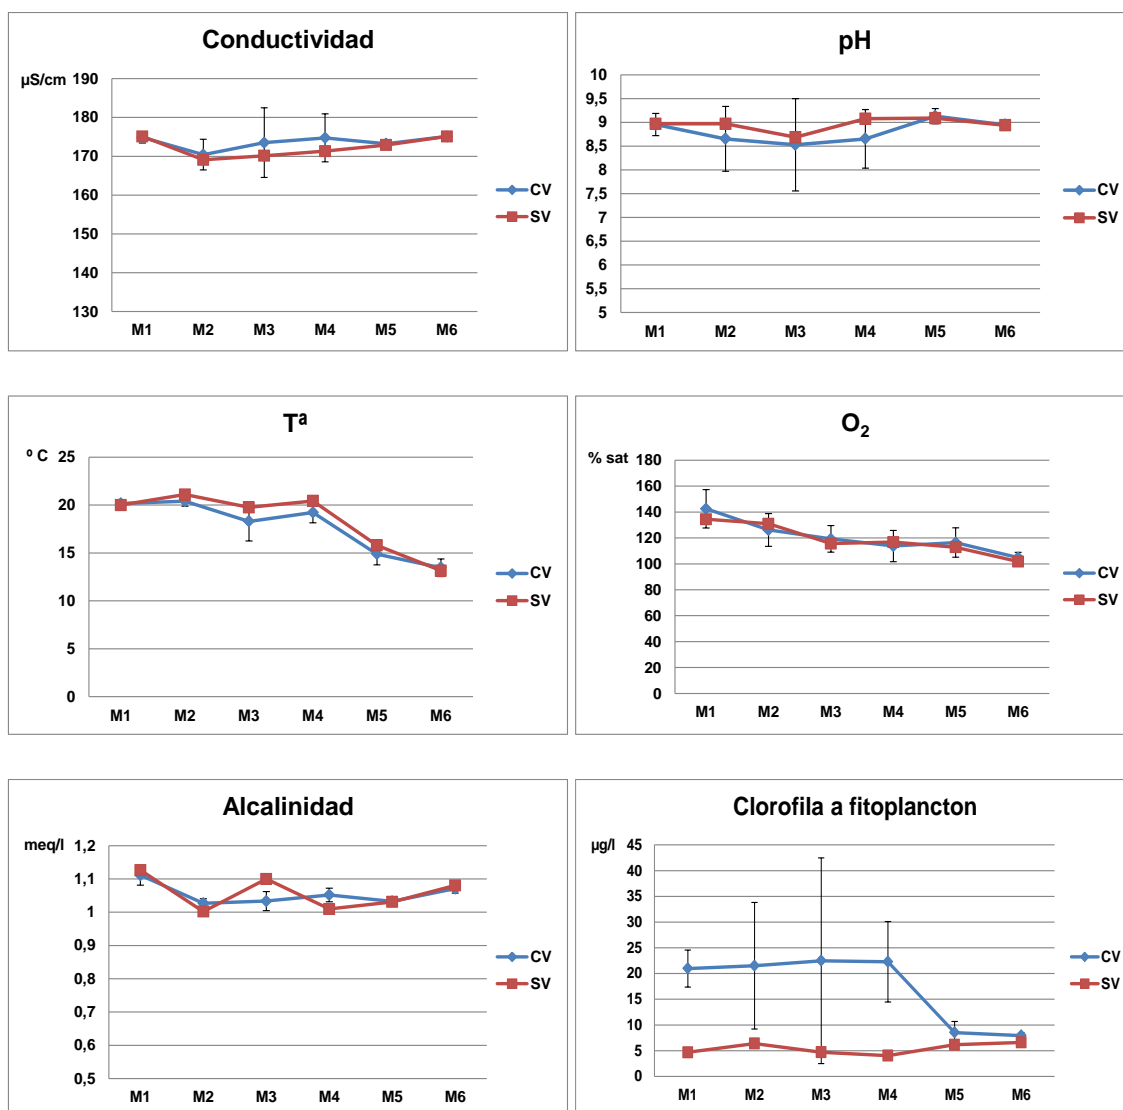 Conductividad
µS/cm
190
180
170
160
150
140
130
M1 M2 M3 M4 M5 M6
CV
SV
pH
10
9,5
9
8,5
8
7,5
7
6,5
6
5,5
5
M1 M2 M3 M4 M5 M6
CV
SV
Tª
º C
25
20
15
10
5
0
M1 M2 M3 M4 M5 M6
CV
SV
O2
% sat
180
160
140
120
100
80
60
40
20
0
M1 M2 M3 M4 M5 M6
CV
SV
Alcalinidad
meq/l
1,2
1,1
1
0,9
0,8
0,7
0,6
0,5
M1 M2 M3 M4 M5 M6
CV
SV
Clorofila a fitoplancton
µg/l
45
40
35
30
25
20
15
10
5
0
M1 M2 M3 M4 M5 M6
CV
SV